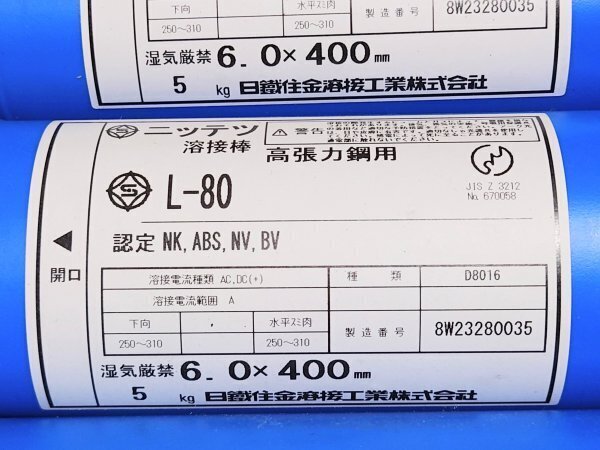 250~310
水平スミ肉
250~310
製造番号
8W23280035
湿気厳禁 6.0×400mm
5 kg 日鐵住金溶接工業株式会社
ニッテツ
溶接棒 高張力鋼用
警告
L-80
JIS Z 3212
No. 670058
認定 NK, ABS, NV, BV
開口
溶接電流種類 AC,DC(+)
種類
D8016
溶接電流範囲 A
下向
水平スミ肉
250~310
250~310
製造番号
8W23280035
湿気厳禁 6.0×400mm
5 kg 日鐵住金溶接工業株式会社